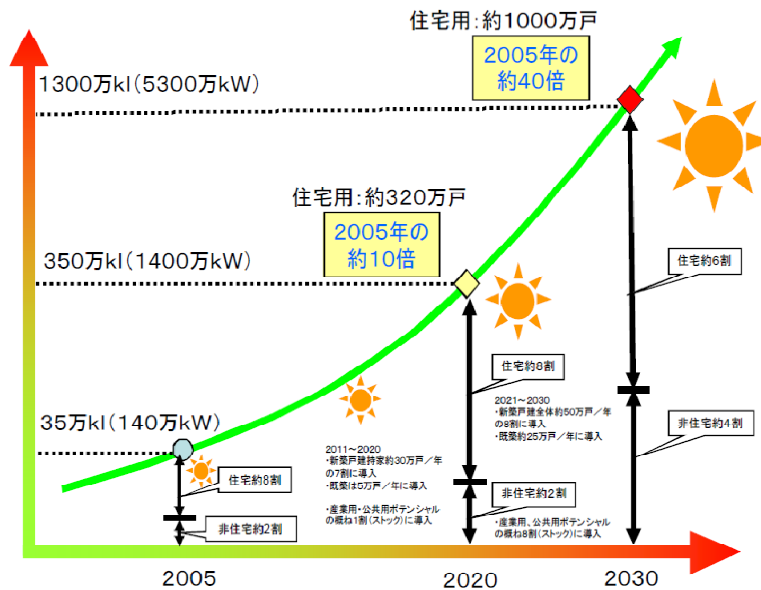 住宅用：約1000万戸
2005年の
約40倍
1300万kl（5300万kW）
住宅用：約320万戸
2005年の
約10倍
350万kl（1400万kW）
住宅約6割
35万kl（140万kW）
住宅約8割
2021～2030
・新築戸建全体約50万戸／年
の8割に導入
・既築約25万戸／年に導入
非住宅約4割
2011～2020
・新築戸建持家約30万戸／年
の7割に導入
・既築は5万戸／年に導入
・産業用・公共用ポテンシャル
の概ね1割（ストック）に導入
住宅約8割
非住宅約2割
非住宅約2割
・産業用、公共用ポテンシャル
の概ね8割（ストック）に導入
2005
2020
2030